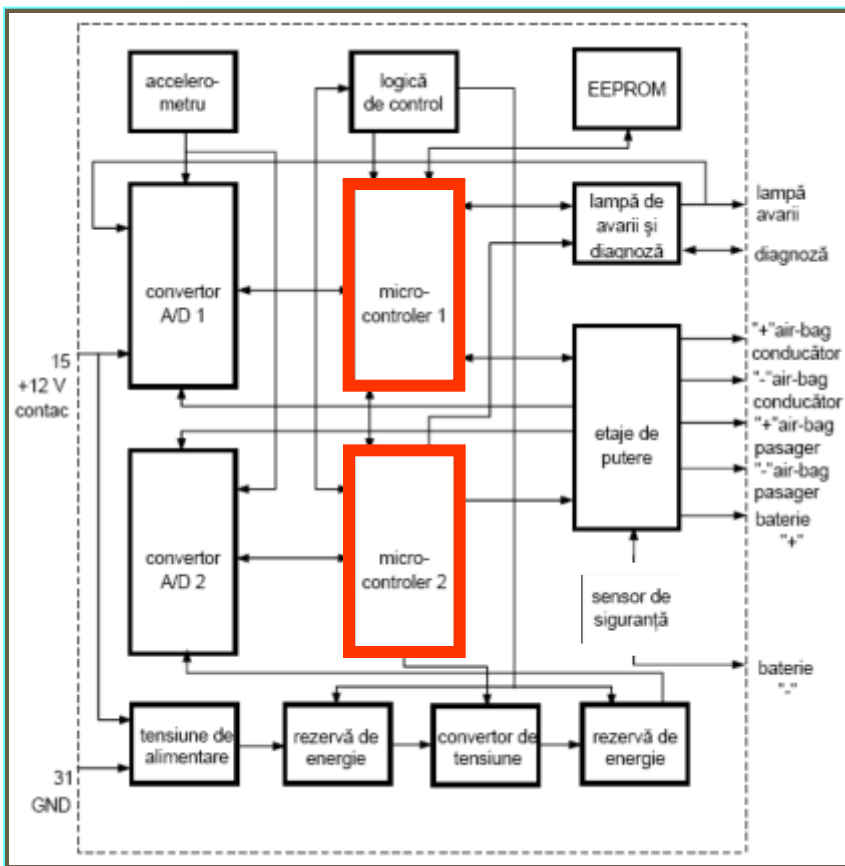 accelero-
metru
logică
de control
EEPROM
lampă de
avarii şi
diagnoză
lampă
avarii
diagnoză
convertor
A/D 1
micro-
controler 1
15
+12 V
contac
"+"air-bag
conducător
"-"air-bag
conducător
"+"air-bag
pasager
"-"air-bag
pasager
baterie
"+"
etaje de
putere
convertor
A/D 2
micro-
controler 2
sensor de
siguranţă
baterie
"-"
tensiune de
alimentare
rezervă de
energie
convertor de
tensiune
rezervă de
energie
31
GND